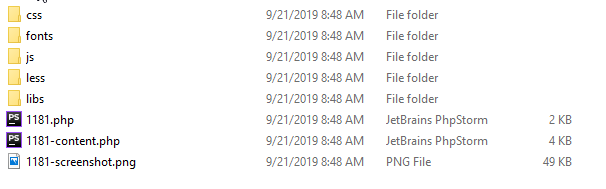 css 9/21/2019 8:48 AM File folder
fonts 9/21/2019 8:48 AM File folder
js 9/21/2019 8:48 AM File folder
less 9/21/2019 8:48 AM File folder
libs 9/21/2019 8:48 AM File folder
PS 1181.php 9/21/2019 8:48 AM JetBrains PhpStorm 2 KB
PS 1181-content.php 9/21/2019 8:48 AM JetBrains PhpStorm 4 KB
1181-screenshot.png 9/21/2019 8:48 AM PNG File 49 KB